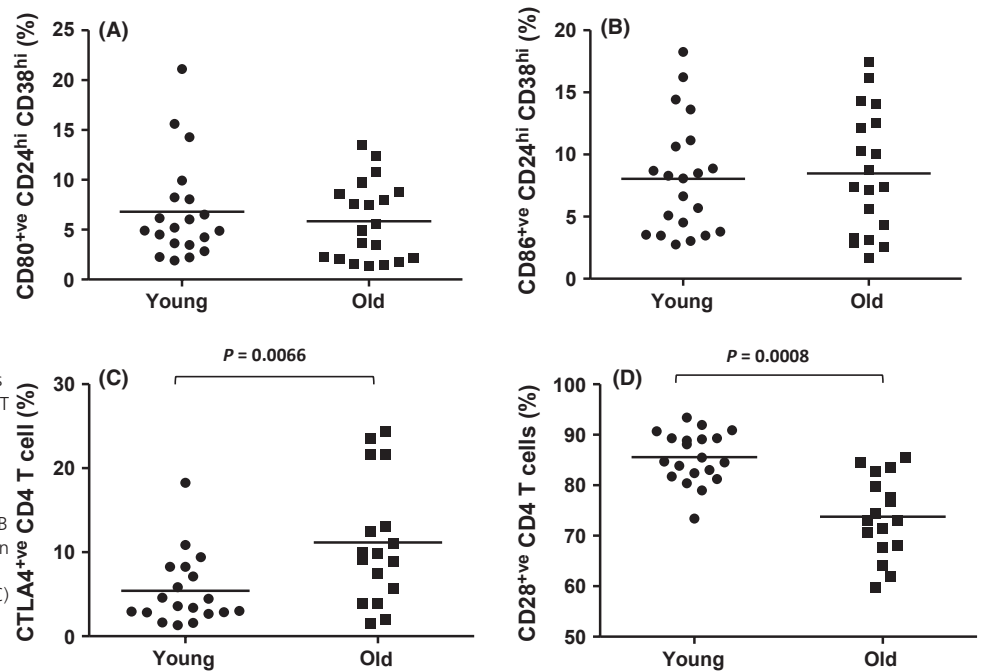 (A)
CD80+ve CD24hi CD38hi (%)
25
20
15
10
5
0
Young Old
(B)
CD86+ve CD24hi CD38hi (%)
20
15
10
5
0
Young Old
P = 0.0066
(C)
CTLA4+ve CD4 T cell (%)
30
20
10
0
Young Old
P = 0.0008
(D)
CD28+ve CD4 T cells (%)
100
90
80
70
60
50
Young Old
s
T
B
n
C)